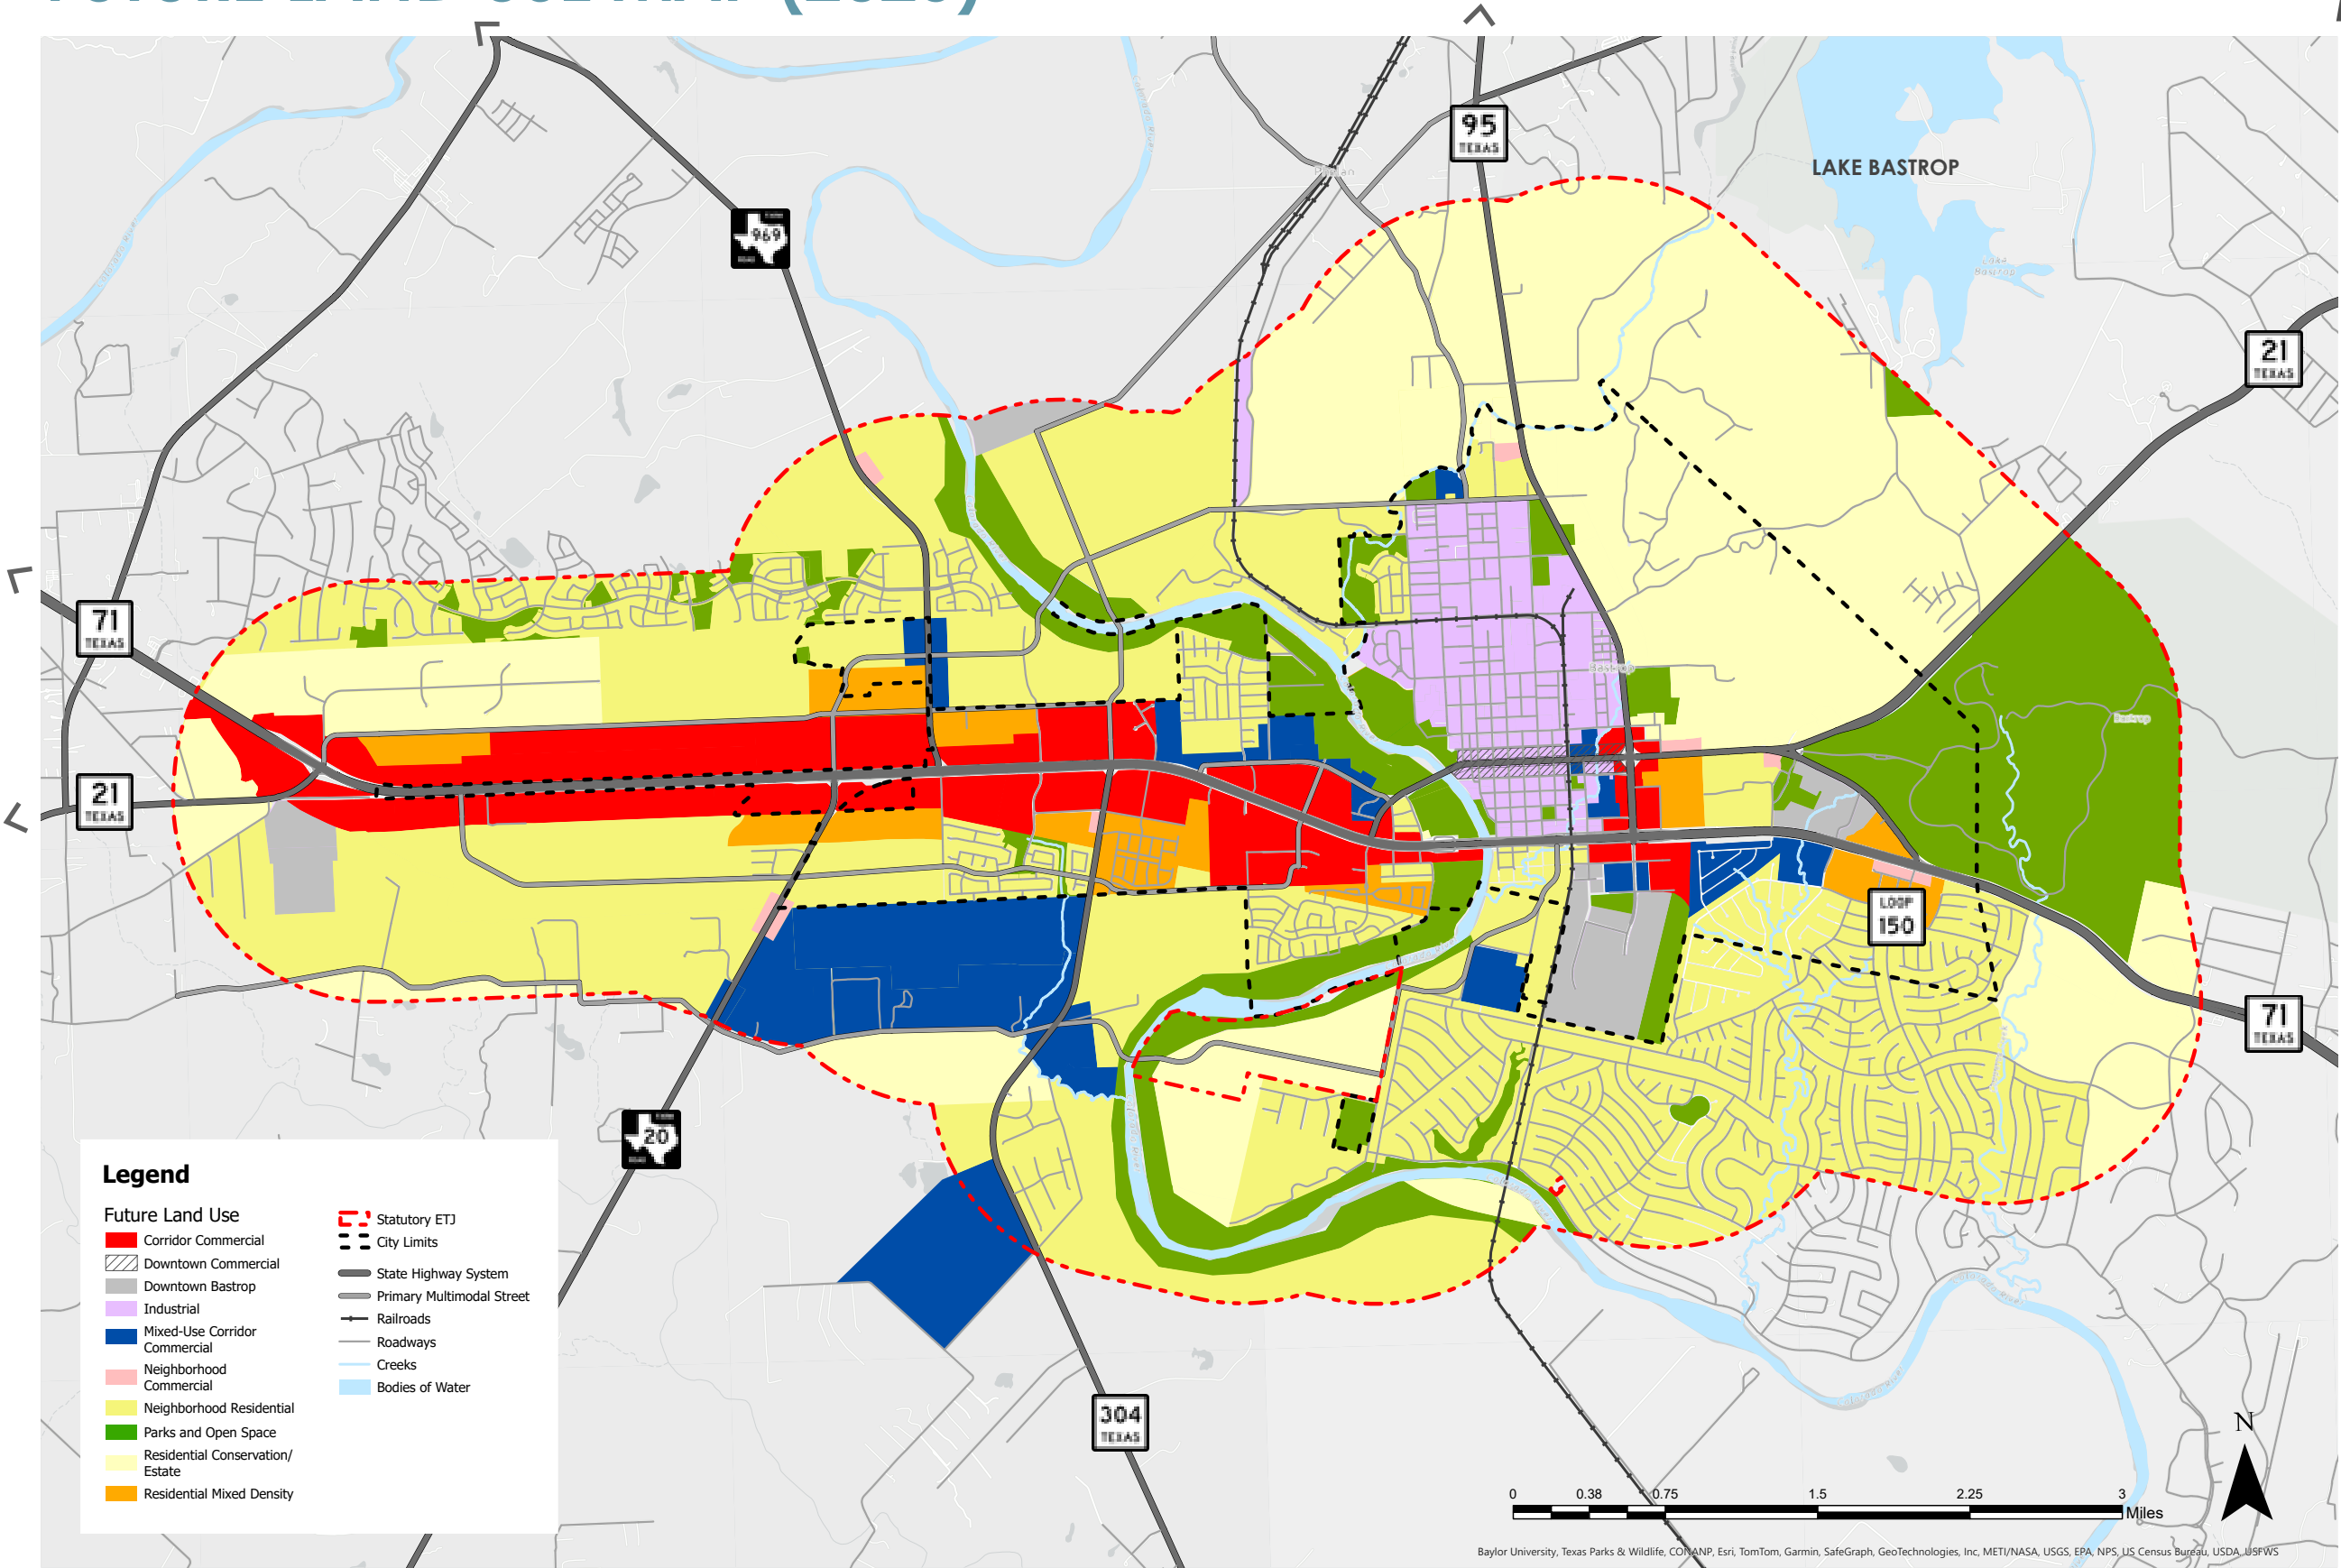 LAKE BASTROP
95
TEXAS
969
Lake
Bastrop
21
TEXAS
71
TEXAS
Bastrop
Bastrop
21
TEXAS
LOOP
150
71
TEXAS
20
304
TEXAS
Legend
Future Land Use
Corridor Commercial
Downtown Commercial
Downtown Bastrop
Industrial
Mixed-Use Corridor
Commercial
Neighborhood
Commercial
Neighborhood Residential
Parks and Open Space
Residential Conservation/
Estate
Residential Mixed Density
Statutory ETJ
City Limits
State Highway System
Primary Multimodal Street
Railroads
Roadways
Creeks
Bodies of Water
N
0 0.38 0.75 1.5 2.25 3
Miles
Baylor University, Texas Parks & Wildlife, CONANP, Esri, TomTom, Garmin, SafeGraph, GeoTechnologies, Inc, METI/NASA, USGS, EPA, NPS, US Census Bureau, USDA, USFWS